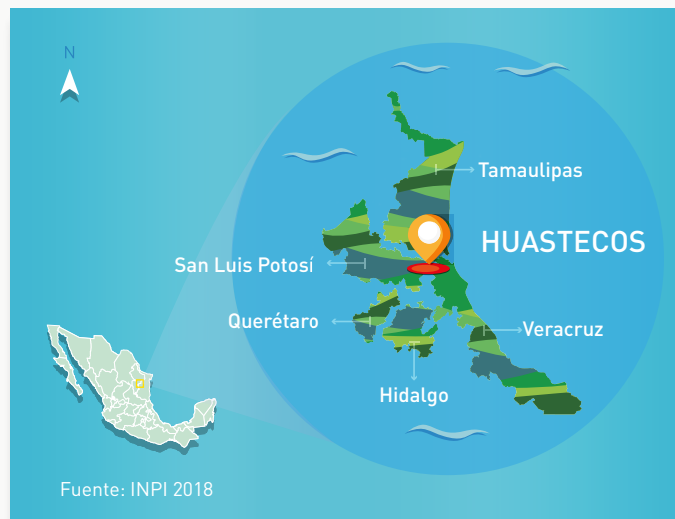 N
Tamaulipas
HUASTECOS
San Luis Potosí
Querétaro
Veracruz
Hidalgo
Fuente: INPI 2018